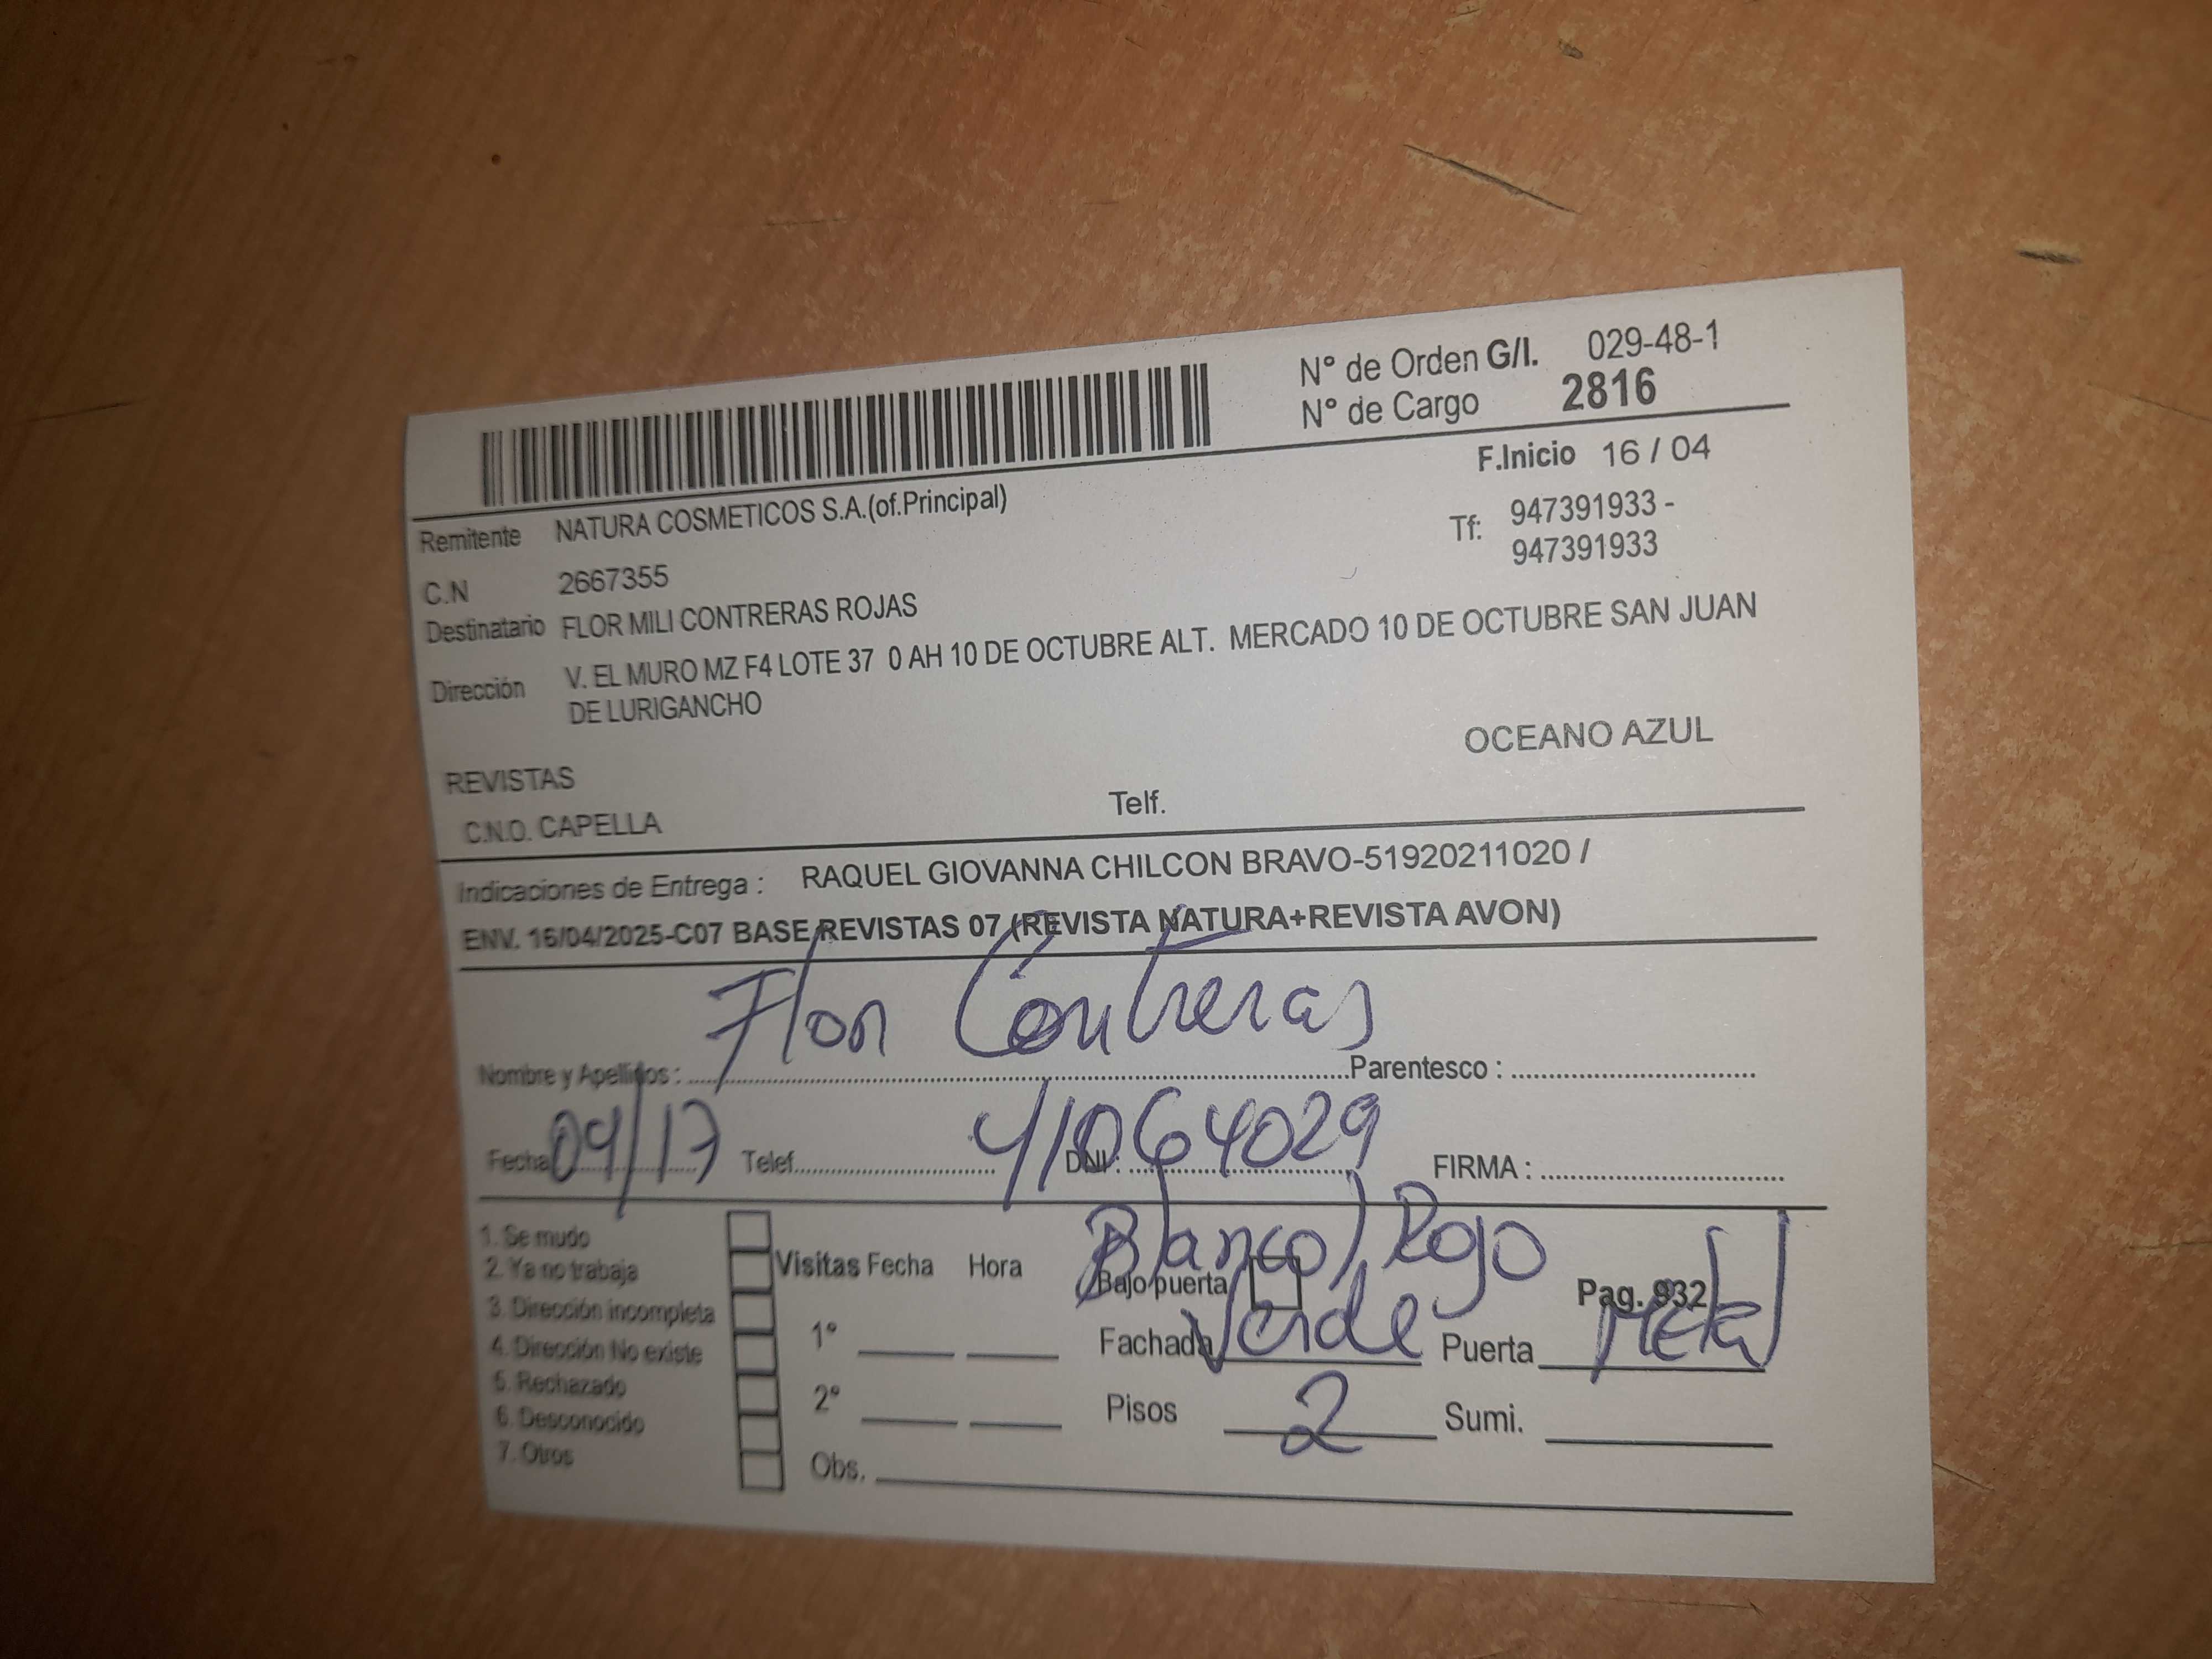 N° de Orden G/I. 029-48-1
N° de Cargo 2816
F.Inicio 16 / 04
Remitente NATURA COSMETICOS S.A.(of.Principal)
Tf: 947391933 -
947391933
C.N 2667355
Destinatario FLOR MILI CONTRERAS ROJAS
Dirección V. EL MURO MZ F4 LOTE 37 0 AH 10 DE OCTUBRE ALT. MERCADO 10 DE OCTUBRE SAN JUAN
DE LURIGANCHO
OCEANO AZUL
REVISTAS
C.N.O. CAPELLA Telf.
Indicaciones de Entrega : RAQUEL GIOVANNA CHILCON BRAVO-51920211020 /
ENV. 16/04/2025-C07 BASE REVISTAS 07 (REVISTA NATURA+REVISTA AVON)
Flor Contreras
Nombre y Apellidos : Parentesco :
Fecha 09/17 Telef. DNI : 41064029 FIRMA :
1. Se mudo
2. Ya no trabaja
3. Dirección incompleta
4. Dirección No existe
5. Rechazado
6. Desconocido
7. Otros
Visitas Fecha Hora
1°
2°
Obs.
Blanco, Rojo
Bajo puerta Pag. 932
Fachada Verde Puerta Metal
Pisos 2 Sumi.